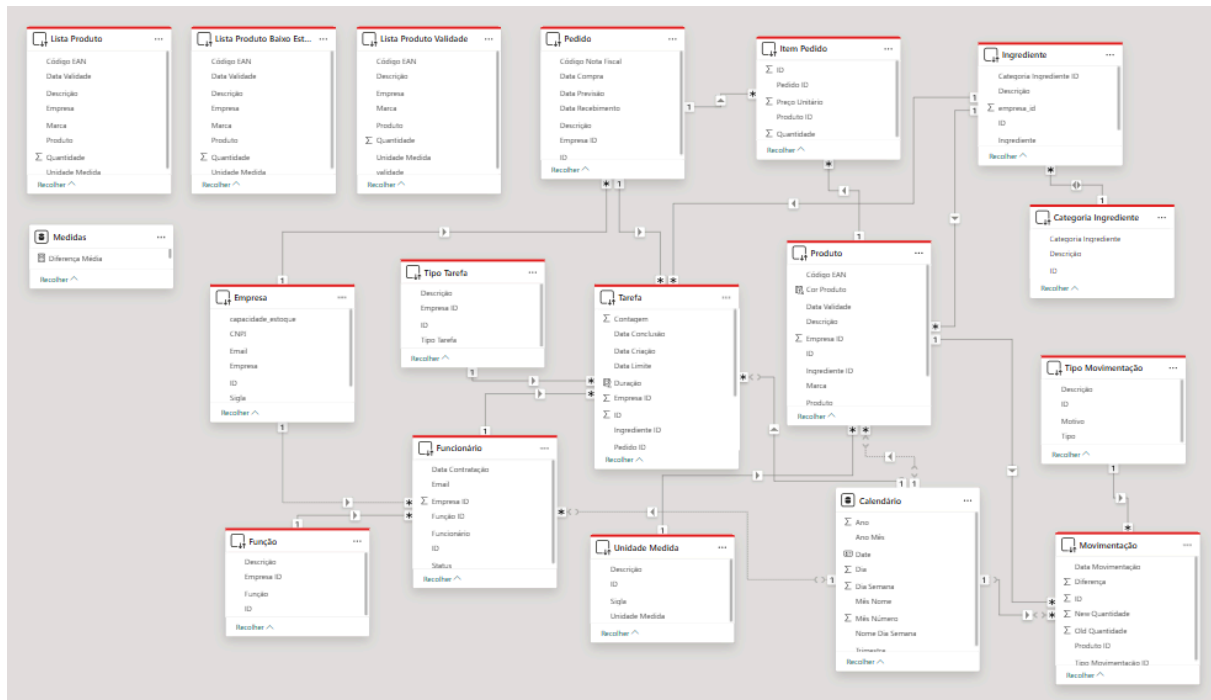 Lista Produto
Código EAN
Data Validade
Descrição
Empresa
Marca
Produto
Quantidade
Unidade Medida
Recolher
Lista Produto Baixo Est...
Código EAN
Data Validade
Descrição
Empresa
Marca
Produto
Quantidade
Unidade Medida
Recolher
Lista Produto Validade
Código EAN
Descrição
Empresa
Marca
Produto
Quantidade
Unidade Medida
validade
Recolher
Pedido
Código Nota Fiscal
Data Compra
Data Previsão
Data Recebimento
Descrição
Empresa ID
ID
Recolher
Item Pedido
ID
Pedido ID
Preço Unitário
Produto ID
Quantidade
Recolher
Ingrediente
Categoria Ingrediente ID
Descrição
empresa_id
ID
Ingrediente
Recolher
Medidas
Diferença Média
Recolher
Categoria Ingrediente
Categoria Ingrediente
Descrição
ID
Recolher
Empresa
capacidade_estoque
CNPJ
Email
Empresa
ID
Sigla
Recolher
Tipo Tarefa
Descrição
Empresa ID
ID
Tipo Tarefa
Recolher
Tarefa
Contagem
Data Conclusão
Data Criação
Data Limite
Duração
Empresa ID
ID
Ingrediente ID
Pedido ID
Recolher
Produto
Código EAN
Cor Produto
Data Validade
Descrição
Empresa ID
ID
Ingrediente ID
Marca
Produto
Recolher
Tipo Movimentação
Descrição
ID
Motivo
Tipo
Recolher
Funcionário
Data Contratação
Email
Empresa ID
Função ID
Funcionário
ID
Status
Recolher
Função
Descrição
Empresa ID
Função
ID
Recolher
Unidade Medida
Descrição
ID
Sigla
Unidade Medida
Recolher
Calendário
Ano
Ano Mês
Date
Dia
Dia Semana
Mês Nome
Mês Número
Nome Dia Semana
Trimestre
Recolher
Movimentação
Data Movimentação
Diferença
ID
New Quantidade
Old Quantidade
Produto ID
Tipo Movimentação ID
Recolher